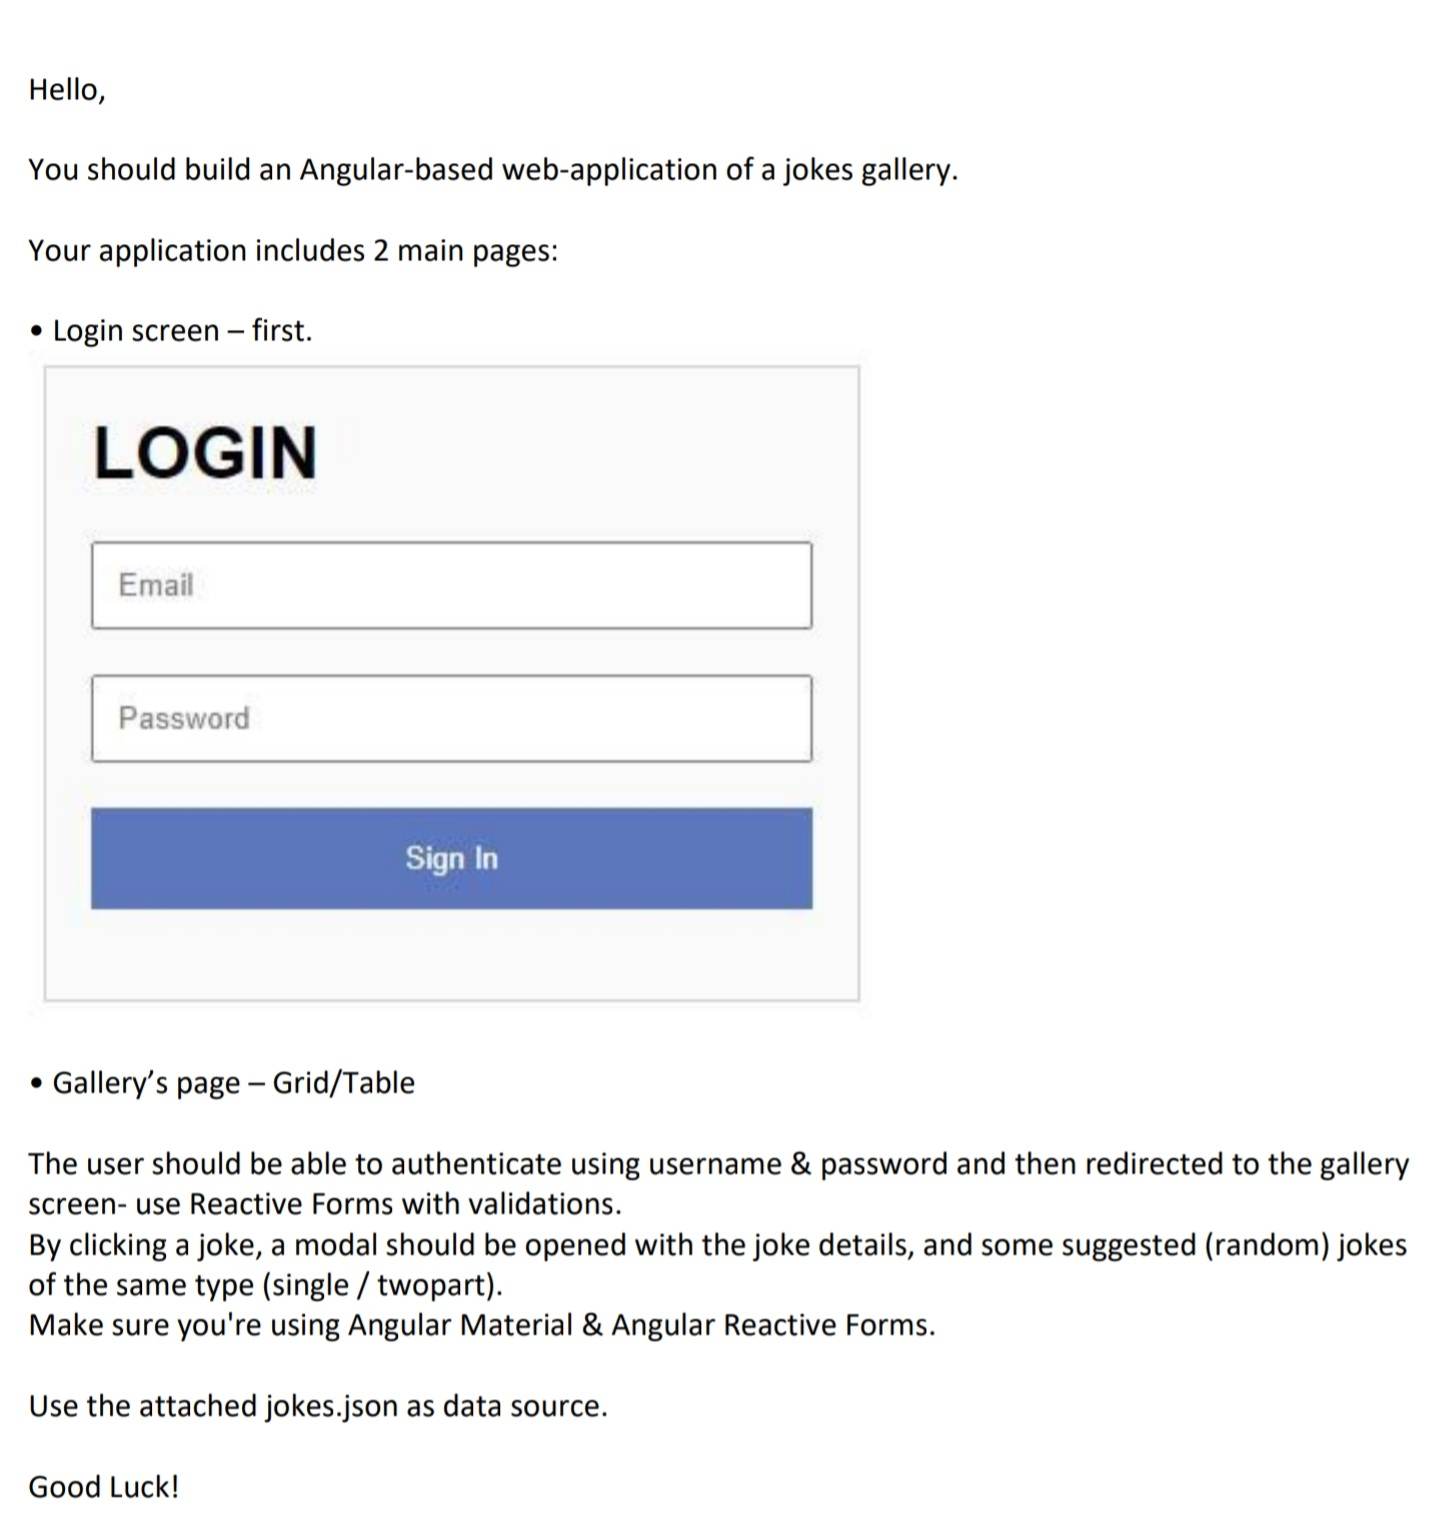 Hello,
You should build an Angular-based web-application of a jokes gallery.
Your application includes 2 main pages:
• Login screen – first.
LOGIN
Email
Password
Sign In
• Gallery’s page – Grid/Table
The user should be able to authenticate using username & password and then redirected to the gallery
screen- use Reactive Forms with validations.
By clicking a joke, a modal should be opened with the joke details, and some suggested (random) jokes
of the same type (single / twopart).
Make sure you're using Angular Material & Angular Reactive Forms.
Use the attached jokes.json as data source.
Good Luck!